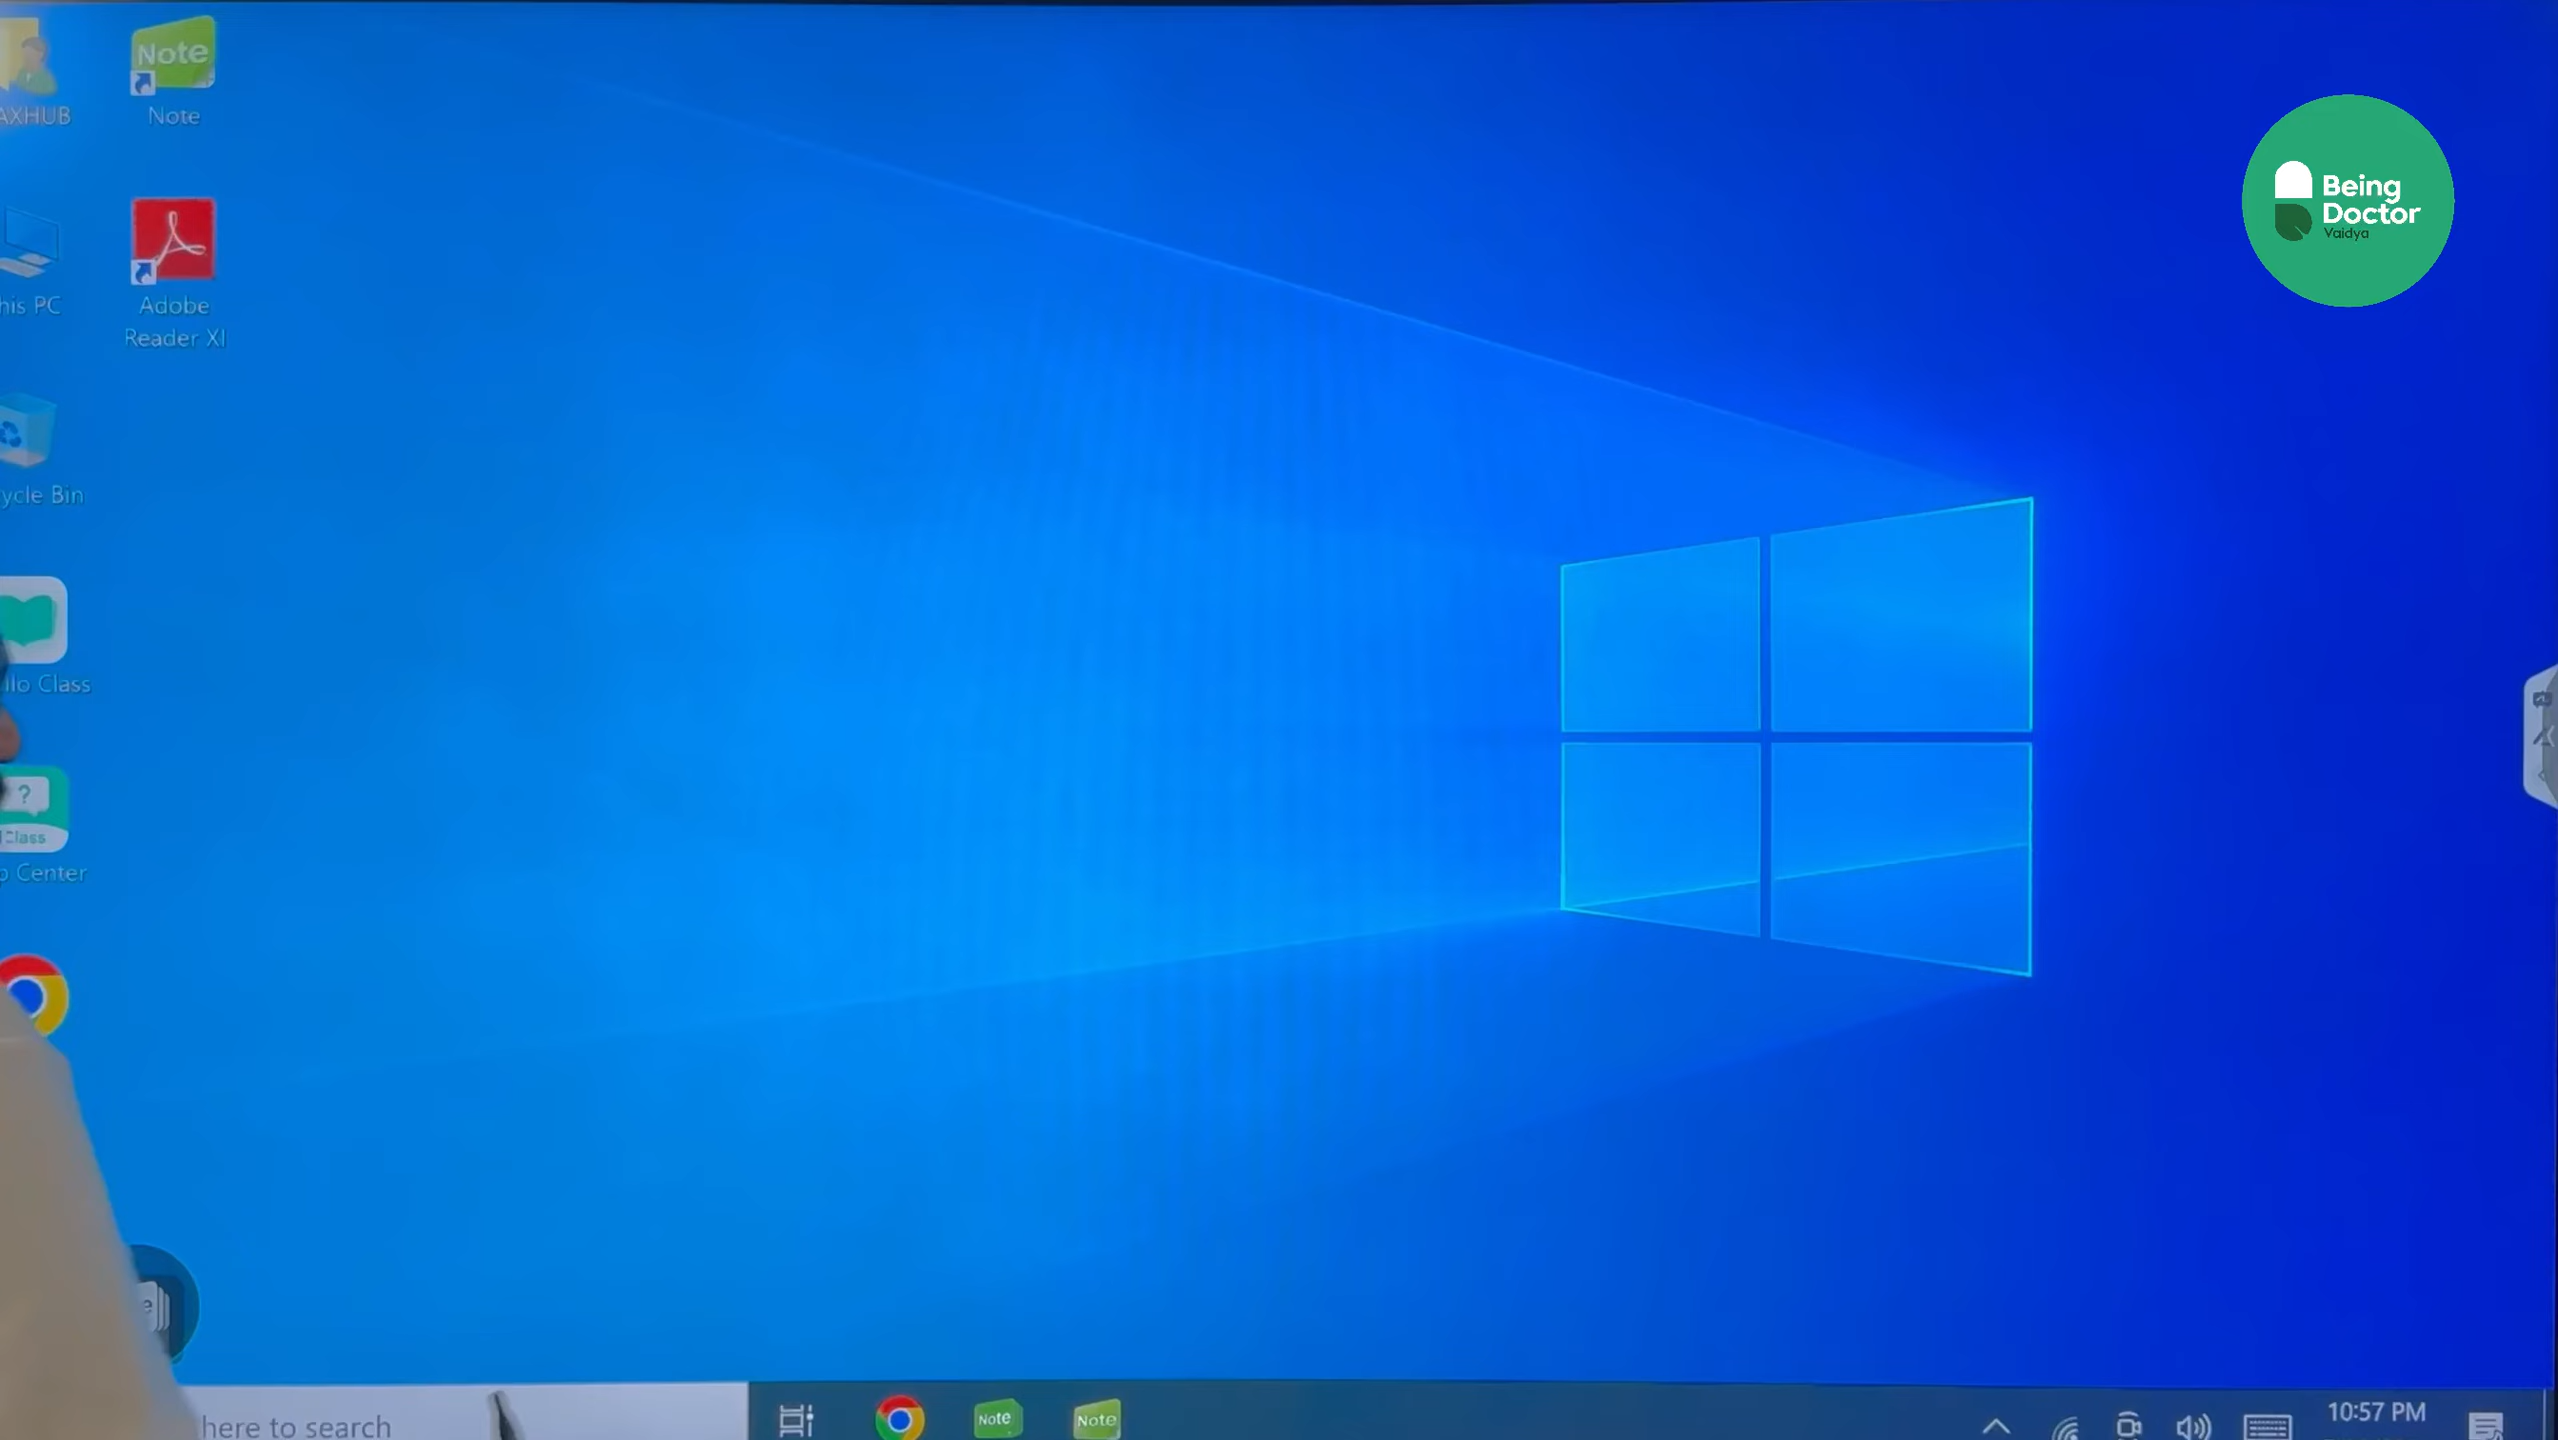 AXHUB
Note
Note
his PC
Adobe
Reader XI
ycle Bin
Class
Class
Center
here to search
Note
Note
10:57 PM
Being
Doctor
Vaidya